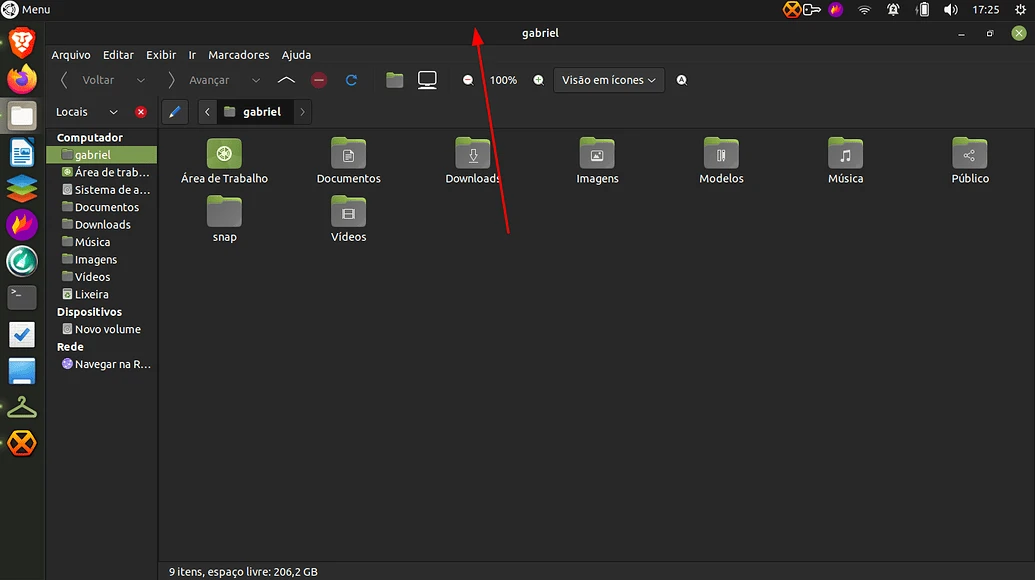 Menu
17:25
gabriel
Arquivo Editar Exibir Ir Marcadores Ajuda
Voltar Avançar 100% Visão em ícones
Locais gabriel
Computador
gabriel
Área de trab...
Sistema de a...
Documentos
Downloads
Música
Imagens
Vídeos
Lixeira
Dispositivos
Novo volume
Rede
Navegar na R...
Área de Trabalho Documentos Downloads Imagens Modelos Música Público
snap Vídeos
9 itens, espaço livre: 206,2 GB